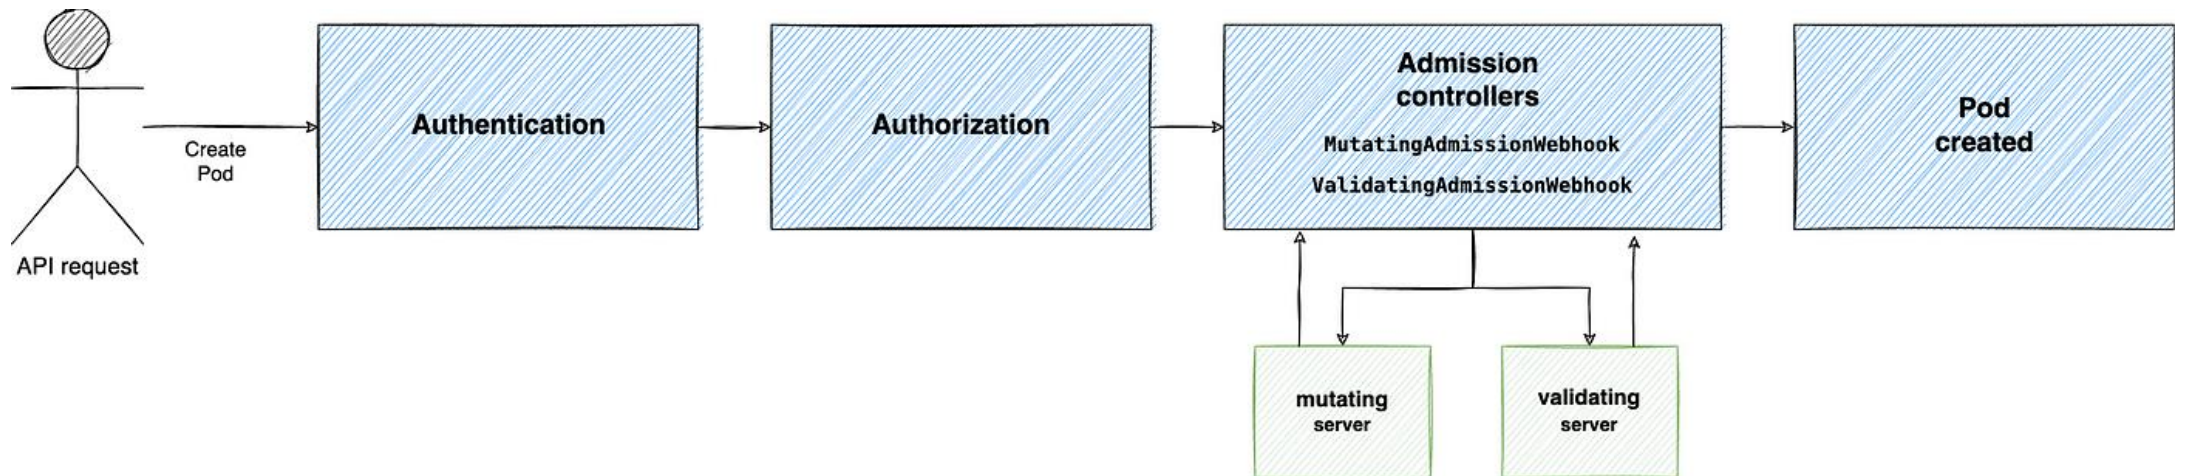 API request
Create
Pod
Authentication
Authorization
Admission
controllers
MutatingAdmissionWebhook
ValidatingAdmissionWebhook
Pod
created
mutating
server
validating
server